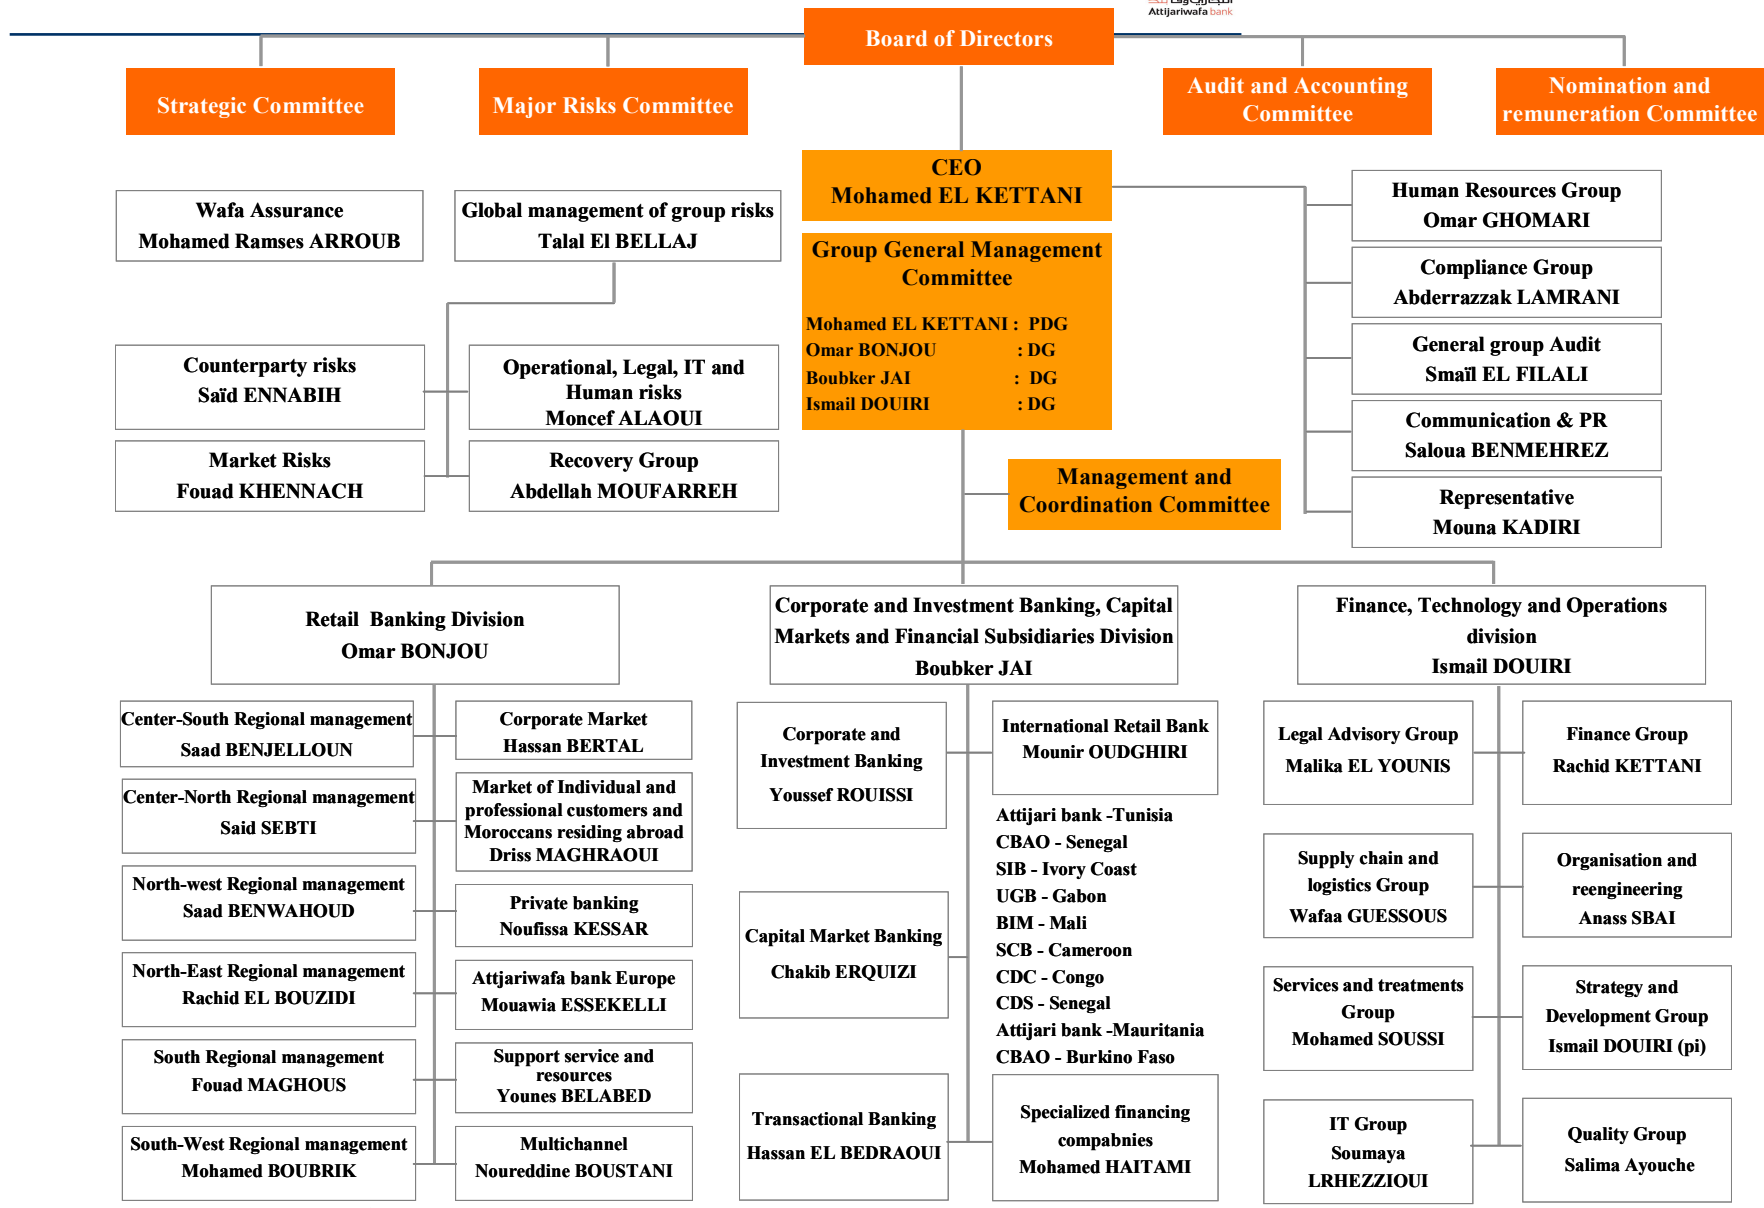 التجاري وفا بنك
Attijariwafa bank
Board of Directors
Strategic Committee
Major Risks Committee
Audit and Accounting
Committee
Nomination and
remuneration Committee
CEO
Mohamed EL KETTANI
Wafa Assurance
Mohamed Ramses ARROUB
Global management of group risks
Talal El BELLAJ
Group General Management
Committee
Mohamed EL KETTANI : PDG
Omar BONJOU : DG
Boubker JAI : DG
Ismail DOUIRI : DG
Human Resources Group
Omar GHOMARI
Compliance Group
Abderrazzak LAMRANI
General group Audit
Smaïl EL FILALI
Communication & PR
Saloua BENMEHREZ
Representative
Mouna KADIRI
Counterparty risks
Saïd ENNABIH
Operational, Legal, IT and
Human risks
Moncef ALAOUI
Market Risks
Fouad KHENNACH
Recovery Group
Abdellah MOUFARREH
Management and
Coordination Committee
Retail Banking Division
Omar BONJOU
Corporate and Investment Banking, Capital
Markets and Financial Subsidiaries Division
Boubker JAI
Finance, Technology and Operations
division
Ismail DOUIRI
Center-South Regional management
Saad BENJELLOUN
Corporate Market
Hassan BERTAL
Center-North Regional management
Said SEBTI
Market of Individual and
professional customers and
Moroccans residing abroad
Driss MAGHRAOUI
North-west Regional management
Saad BENWAHOUD
Private banking
Noufissa KESSAR
North-East Regional management
Rachid EL BOUZIDI
Attjariwafa bank Europe
Mouawia ESSEKELLI
South Regional management
Fouad MAGHOUS
Support service and
resources
Younes BELABED
South-West Regional management
Mohamed BOUBRIK
Multichannel
Noureddine BOUSTANI
Corporate and
Investment Banking
Youssef ROUISSI
International Retail Bank
Mounir OUDGHIRI
Attijari bank -Tunisia
CBAO - Senegal
SIB - Ivory Coast
UGB - Gabon
BIM - Mali
SCB - Cameroon
CDC - Congo
CDS - Senegal
Attijari bank -Mauritania
CBAO - Burkino Faso
Capital Market Banking
Chakib ERQUIZI
Transactional Banking
Hassan EL BEDRAOUI
Specialized financing
compabnies
Mohamed HAITAMI
Legal Advisory Group
Malika EL YOUNIS
Finance Group
Rachid KETTANI
Supply chain and
logistics Group
Wafaa GUESSOUS
Organisation and
reengineering
Anass SBAI
Services and treatments
Group
Mohamed SOUSSI
Strategy and
Development Group
Ismail DOUIRI (pi)
IT Group
Soumaya
LRHEZZIOUI
Quality Group
Salima Ayouche